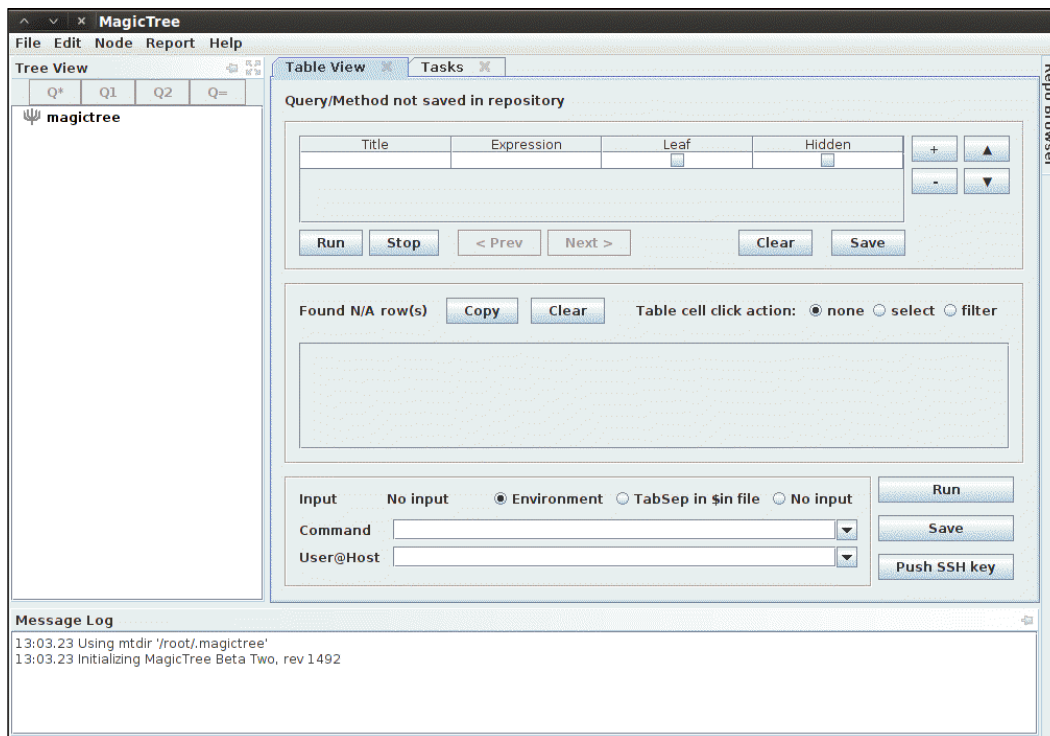 MagicTree
File Edit Node Report Help
Tree View
Q* Q1 Q2 Q=
magictree
Table View Tasks
Repo Browser
Query/Method not saved in repository
Title Expression Leaf Hidden
+ ▲
- ▼
Run Stop < Prev Next > Clear Save
Found N/A row(s) Copy Clear Table cell click action: none select filter
Input No input Environment TabSep in $in file No input
Command
User@Host
Run
Save
Push SSH key
Message Log
13:03.23 Using mtdir '/root/.magictree'
13:03.23 Initializing MagicTree Beta Two, rev 1492